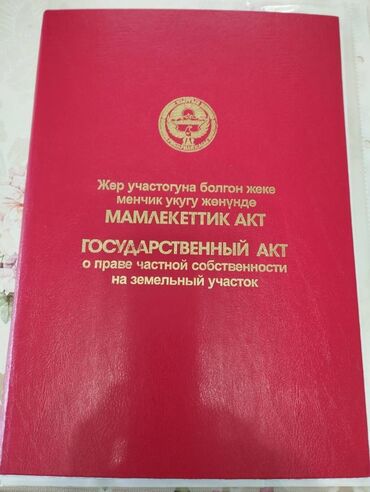 Жер участогуна болгон жеке
менчик укугу жөнүндө
МАМЛЕКЕТТИК АКТ
ГОСУДАРСТВЕННЫЙ АКТ
о праве частной собственности
на земельный участок